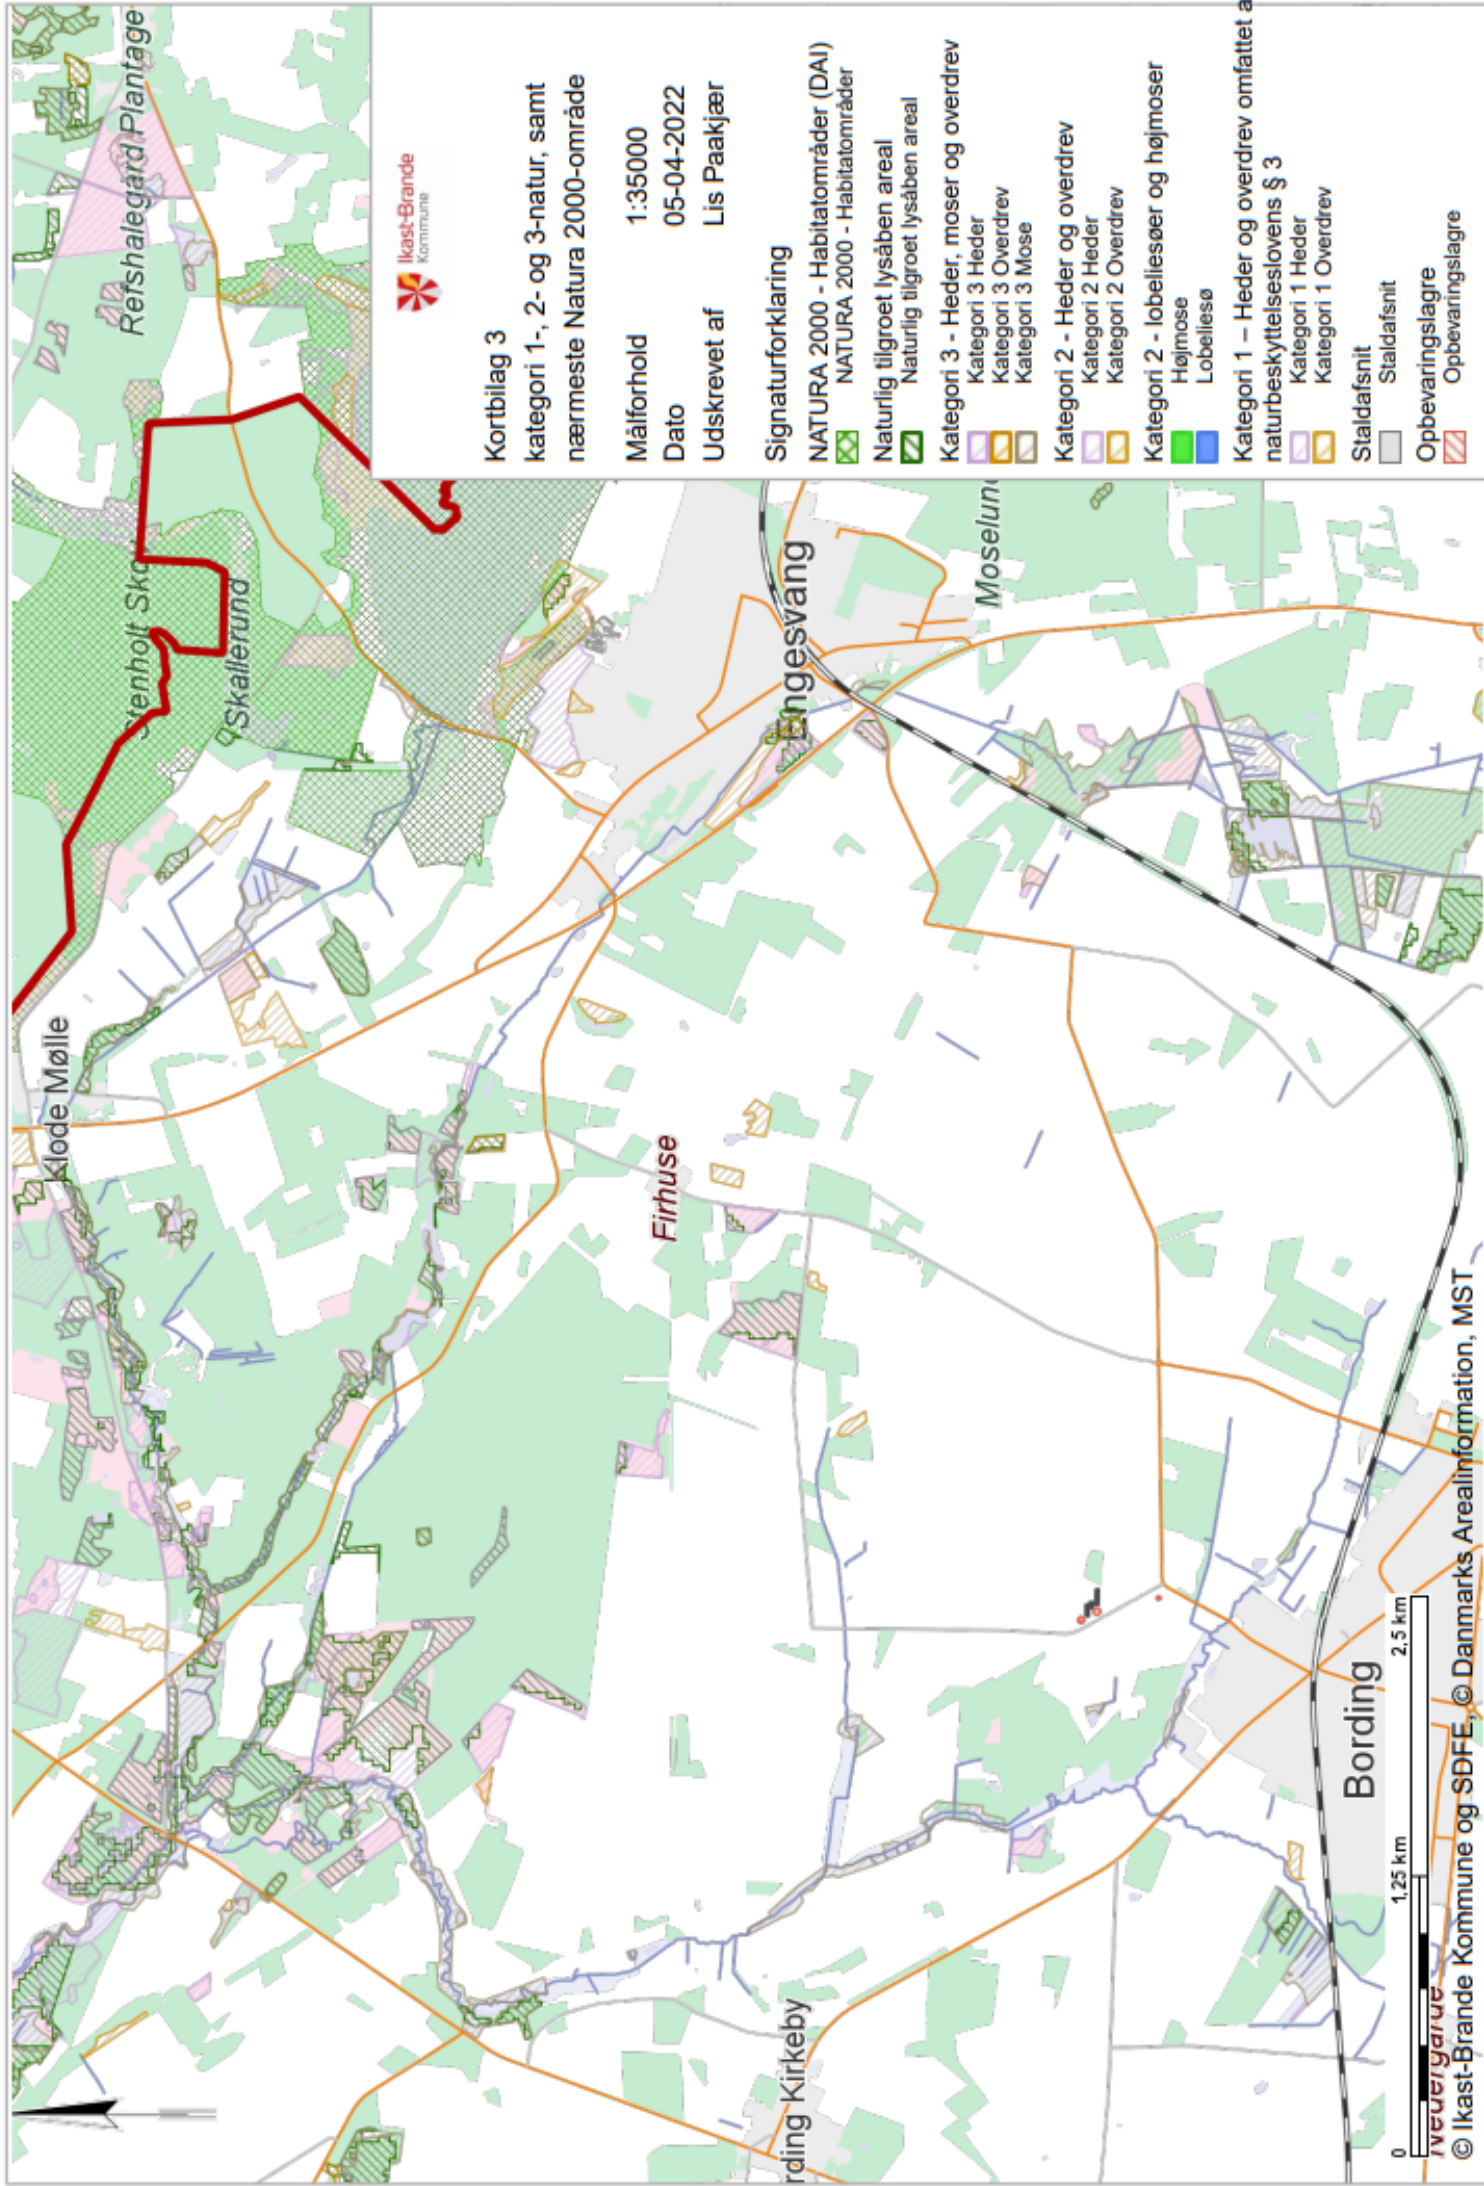 Refshalegård Plantage
Stenholt Skov
Skallerund
Klode Mølle
Engesvang
Moselund
Firhuse
Bording
rding Kirkeby
Nedergårde
0
1,25 km
2,5 km
© Ikast-Brande Kommune og SDFE, © Danmarks Arealinformation, MST
Ikast-Brande
Kommune
Kortbilag 3
kategori 1-, 2- og 3-natur, samt
nærmeste Natura 2000-område
Målforhold 1:35000
Dato 05-04-2022
Udskrevet af Lis Paakjær
Signaturforklaring
NATURA 2000 - Habitatområder (DAI)
NATURA 2000 - Habitatområder
Naturlig tilgroet lysåben areal
Naturlig tilgroet lysåben areal
Kategori 3 - Heder, moser og overdrev
Kategori 3 Heder
Kategori 3 Overdrev
Kategori 3 Mose
Kategori 2 - Heder og overdrev
Kategori 2 Heder
Kategori 2 Overdrev
Kategori 2 - lobeliesøer og højmoser
Højmose
Lobeliesø
Kategori 1 – Heder og overdrev omfattet a
naturbeskyttelseslovens § 3
Kategori 1 Heder
Kategori 1 Overdrev
Staldafsnit
Staldafsnit
Opbevaringslagre
Opbevaringslagre